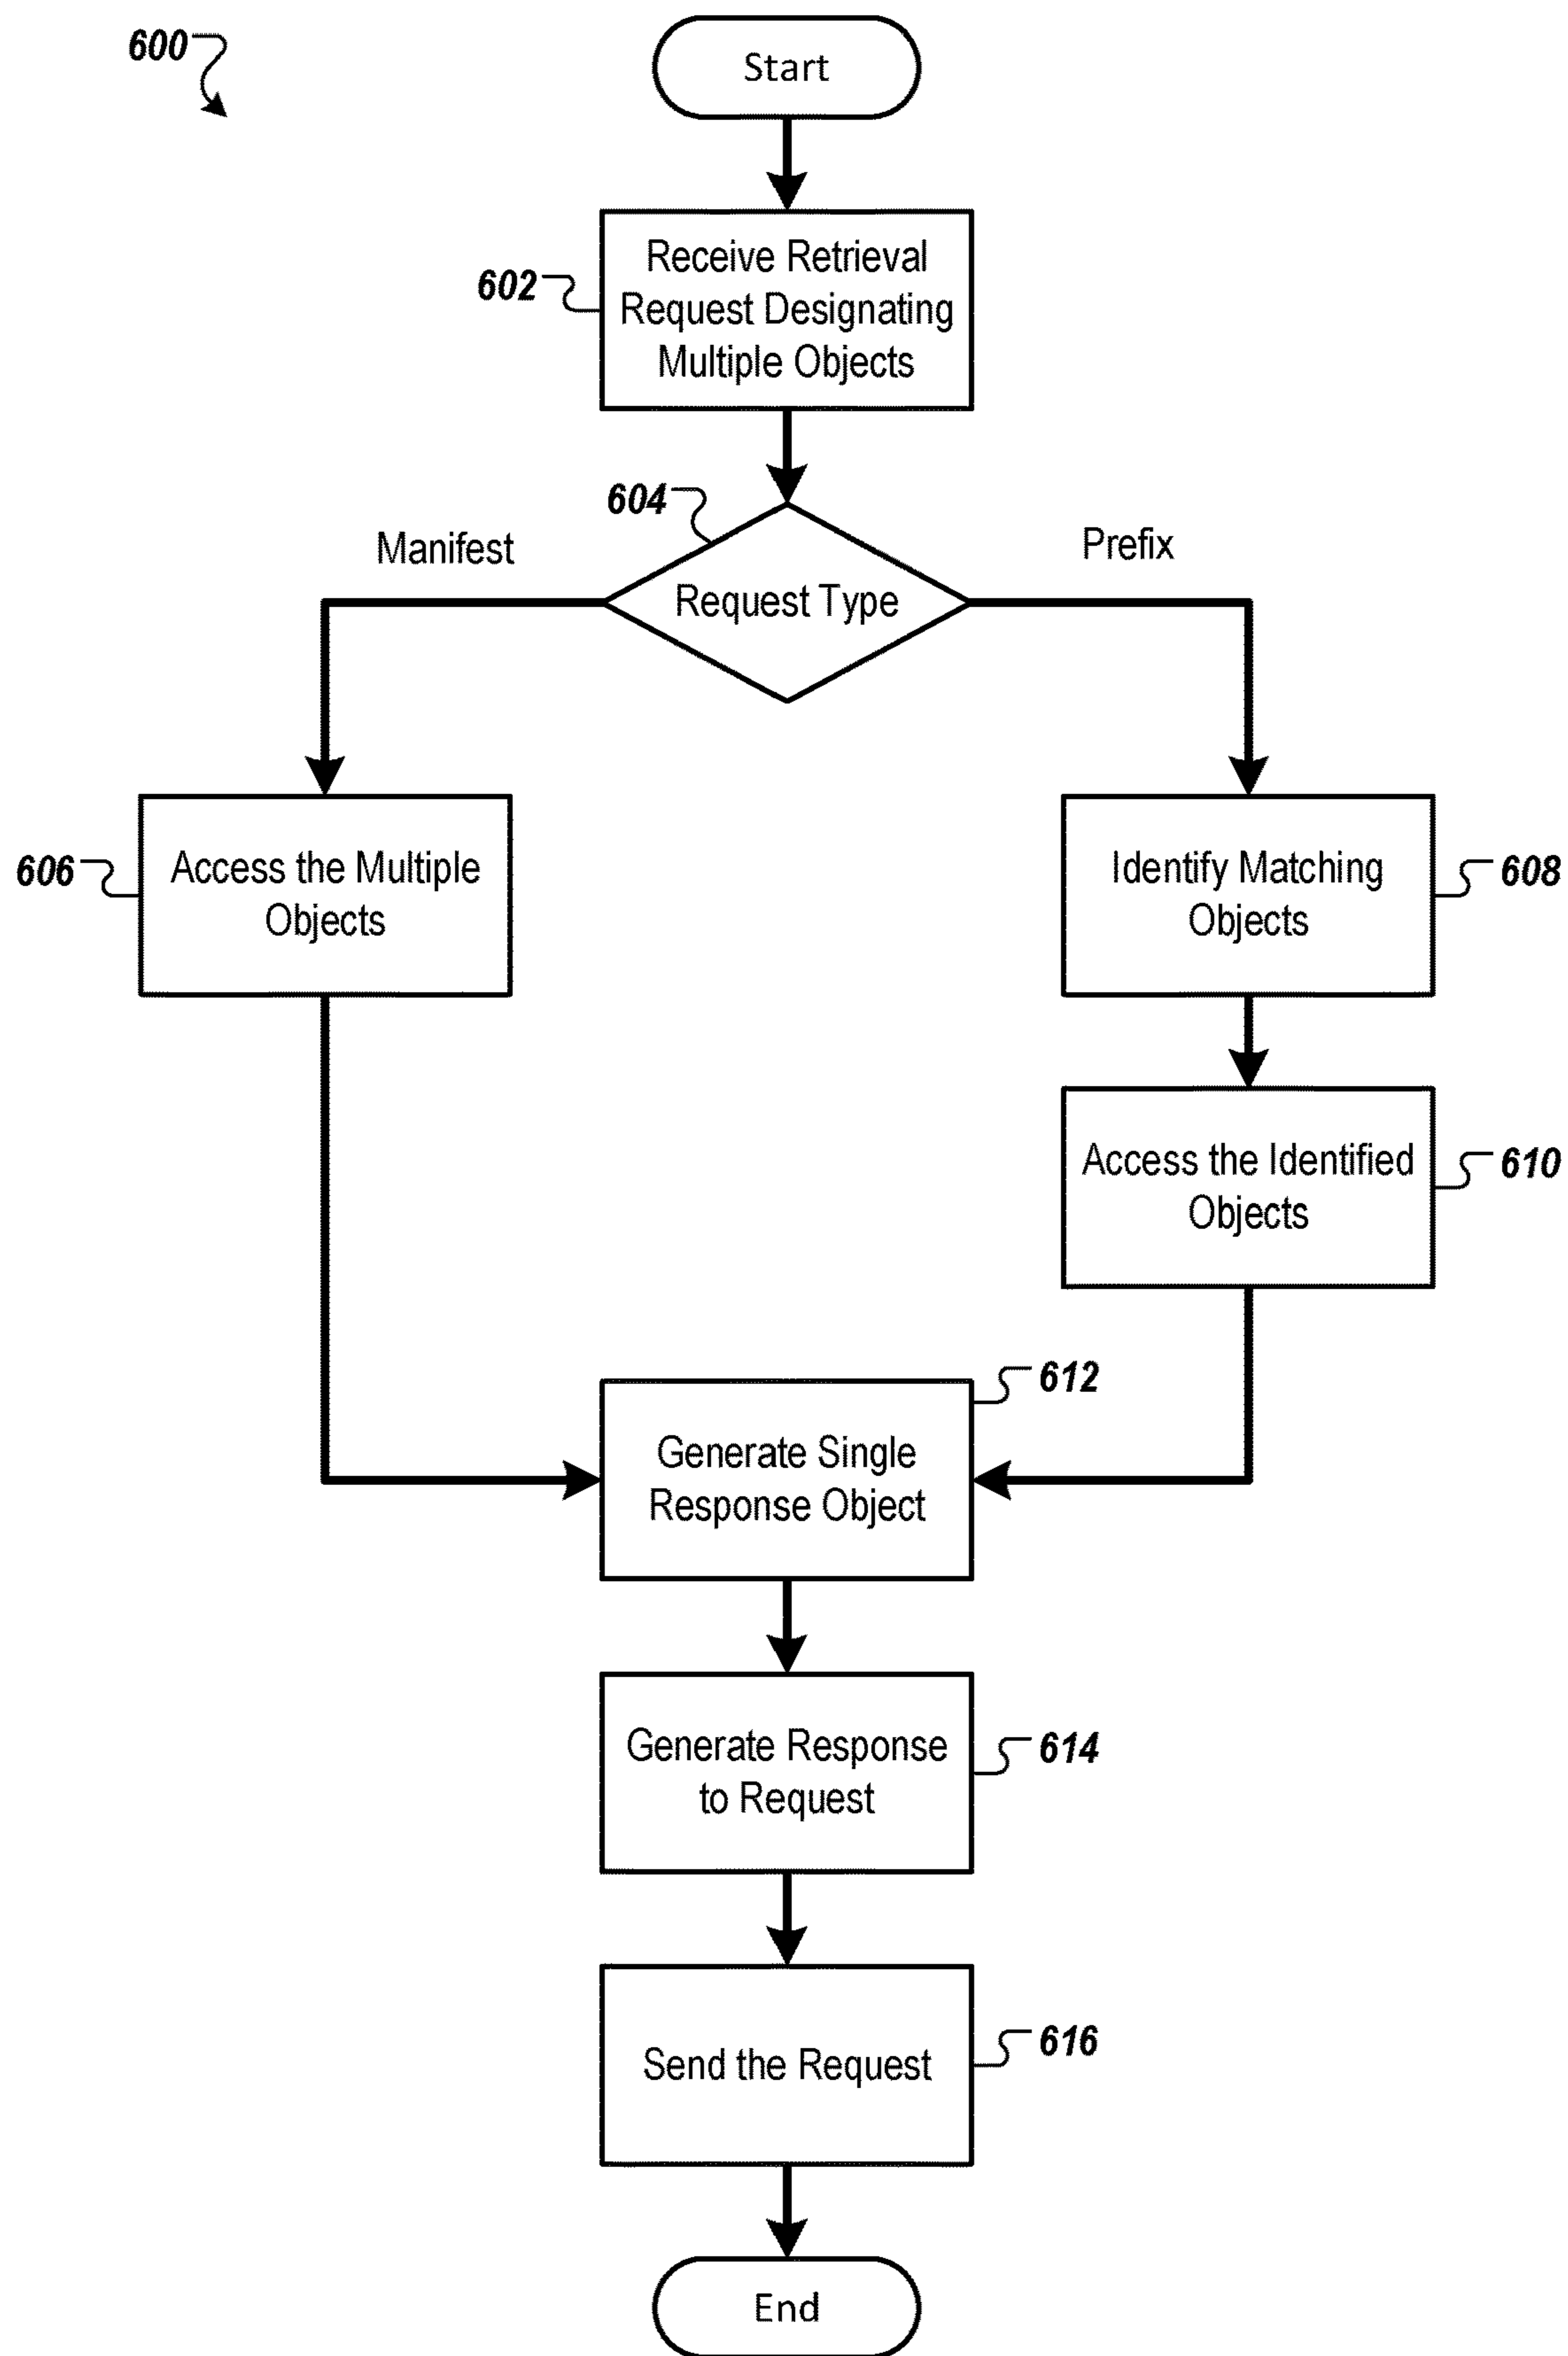 600
Start
602
Receive Retrieval
Request Designating
Multiple Objects
604
Manifest
Prefix
Request Type
606
Access the Multiple
Objects
Identify Matching
Objects
608
Access the Identified
Objects
610
612
Generate Single
Response Object
Generate Response
to Request
614
Send the Request
616
End